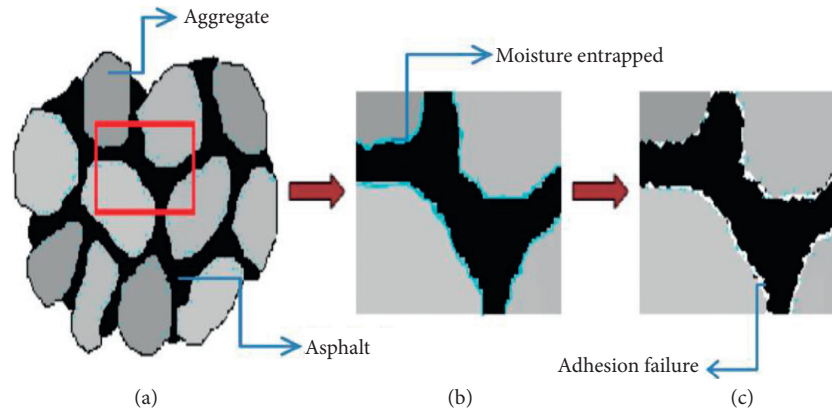 Aggregate
Moisture entrapped
Asphalt
Adhesion failure
(a)
(b)
(c)